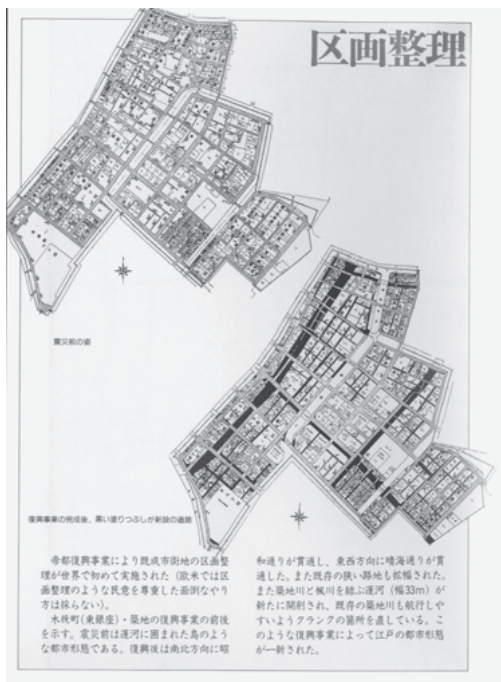 区画整理
震災前の姿
復興事業の完成後、黒い塗りつぶしが新設の道路
帝都復興事業により既成市街地の区画整
理が世界で初めて実施された（欧米では区
画整理のような民意を尊重した面倒なやり
方は採らない）。
木挽町（東銀座）・築地の復興事業の前後
を示す。震災前は運河に囲まれた島のよう
な都市形態である。復興後は南北方向に昭
和通りが貫通し、東西方向に晴海通りが貫
通した。また既存の狭い路地も拡幅された。
また築地川と楓川を結ぶ運河（幅33m）が
新たに開削され、既存の築地川も航行しや
すいようクランクの箇所を直している。こ
のような復興事業によって江戸の都市形態
が一新された。